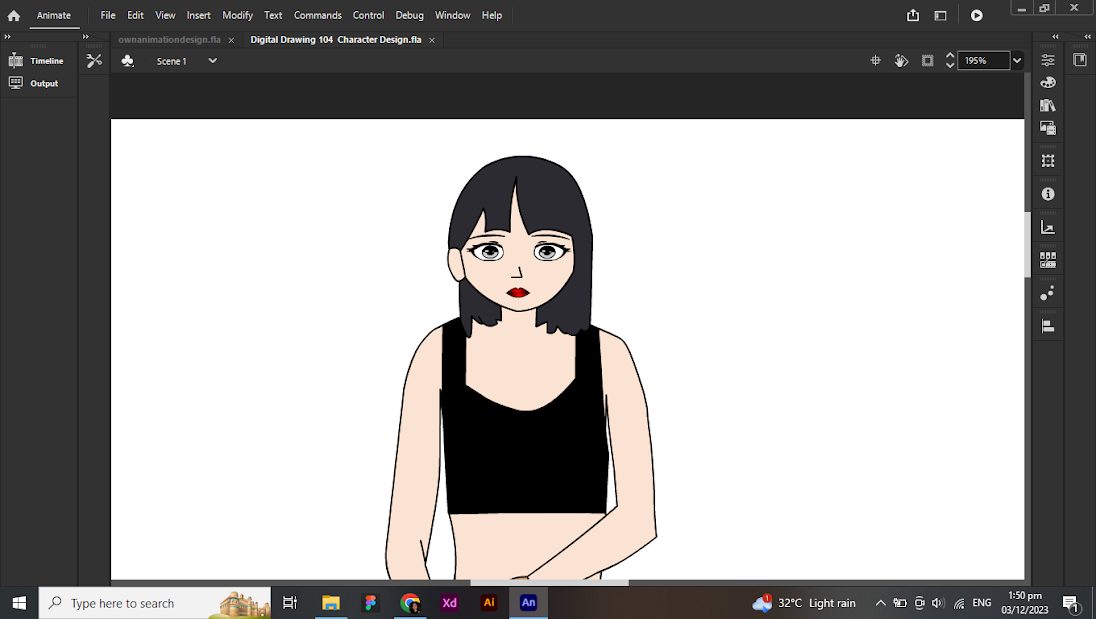 Animate File Edit View Insert Modify Text Commands Control Debug Window Help
ownanimationdesign.fla × Digital Drawing 104 Character Design.fla ×
Timeline
Scene 1 195%
Output
Type here to search Xd Ai An 32°C Light rain ENG 1:50 pm
03/12/2023